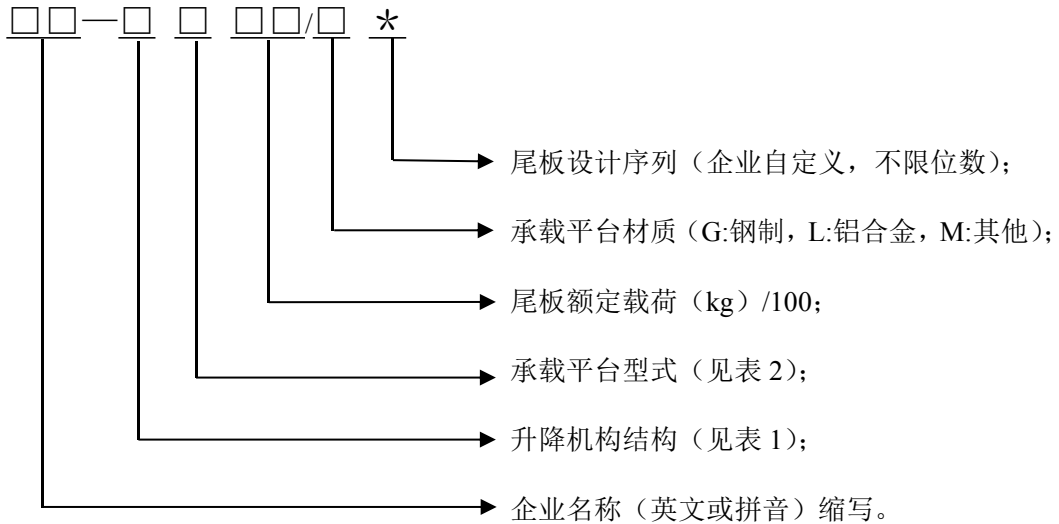 □□—□ □ □□/□ *
尾板设计序列（企业自定义，不限位数）；
承载平台材质（G:钢制，L:铝合金，M:其他）；
尾板额定载荷（kg）/100；
承载平台型式（见表 2）；
升降机构结构（见表 1）；
企业名称（英文或拼音）缩写。